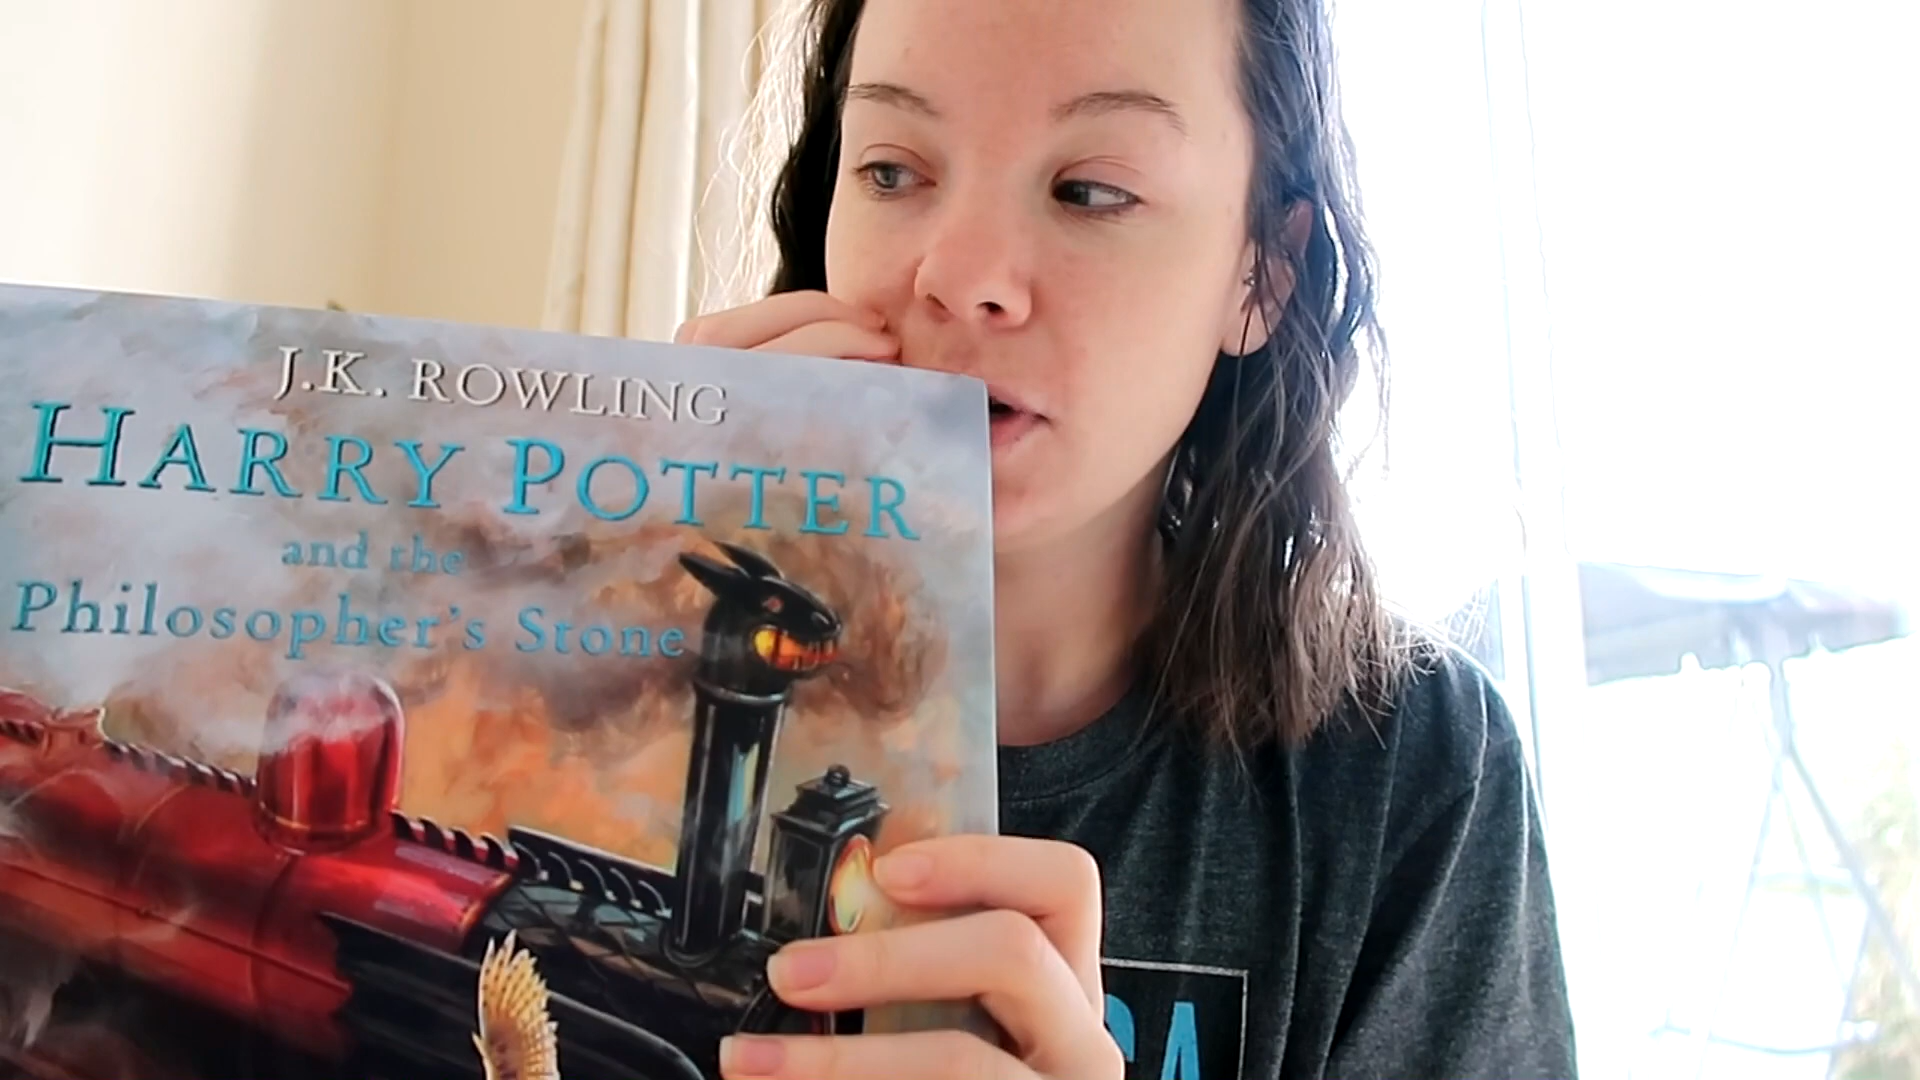 J.K. ROWLING
HARRY POTTER
and the
Philosopher's Stone